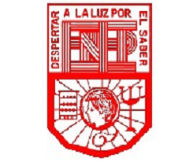 DESPERTAR A LA LUZ POR EL SABER
ENP